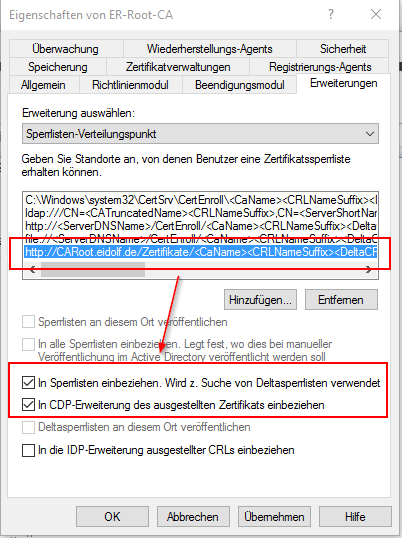 Eigenschaften von ER-Root-CA
Überwachung Wiederherstellungs-Agents Sicherheit
Speicherung Zertifikatverwaltungen Registrierungs-Agents
Allgemein Richtlinienmodul Beendigungsmodul Erweiterungen
Erweiterung auswählen:
Sperrlisten-Verteilungspunkt
Geben Sie Standorte an, von denen Benutzer eine Zertifikatssperrliste
erhalten können.
C:\Windows\system32\CertSrv\CertEnroll\<CaName><CRLNameSuffix><
ldap:///CN=<CATruncatedName><CRLNameSuffix>,CN=<ServerShortNam
http://<ServerDNSName>/CertEnroll/<CaName><CRLNameSuffix><Delta
file://<ServerDNSName>/CertEnroll/<CaName><CRLNameSuffix><DeltaCF
http://CARoot.eidolf.de/Zertifikate/<CaName><CRLNameSuffix><DeltaCR
Hinzufügen... Entfernen
Sperrlisten an diesem Ort veröffentlichen
In alle Sperrlisten einbeziehen. Legt fest, wo dies bei manueller
Veröffentlichung im Active Directory veröffentlicht werden soll
In Sperrlisten einbeziehen. Wird z. Suche von Deltasperrlisten verwendet
In CDP-Erweiterung des ausgestellten Zertifikats einbeziehen
Deltasperrlisten an diesem Ort veröffentlichen
In die IDP-Erweiterung ausgestellter CRLs einbeziehen
OK Abbrechen Übernehmen Hilfe